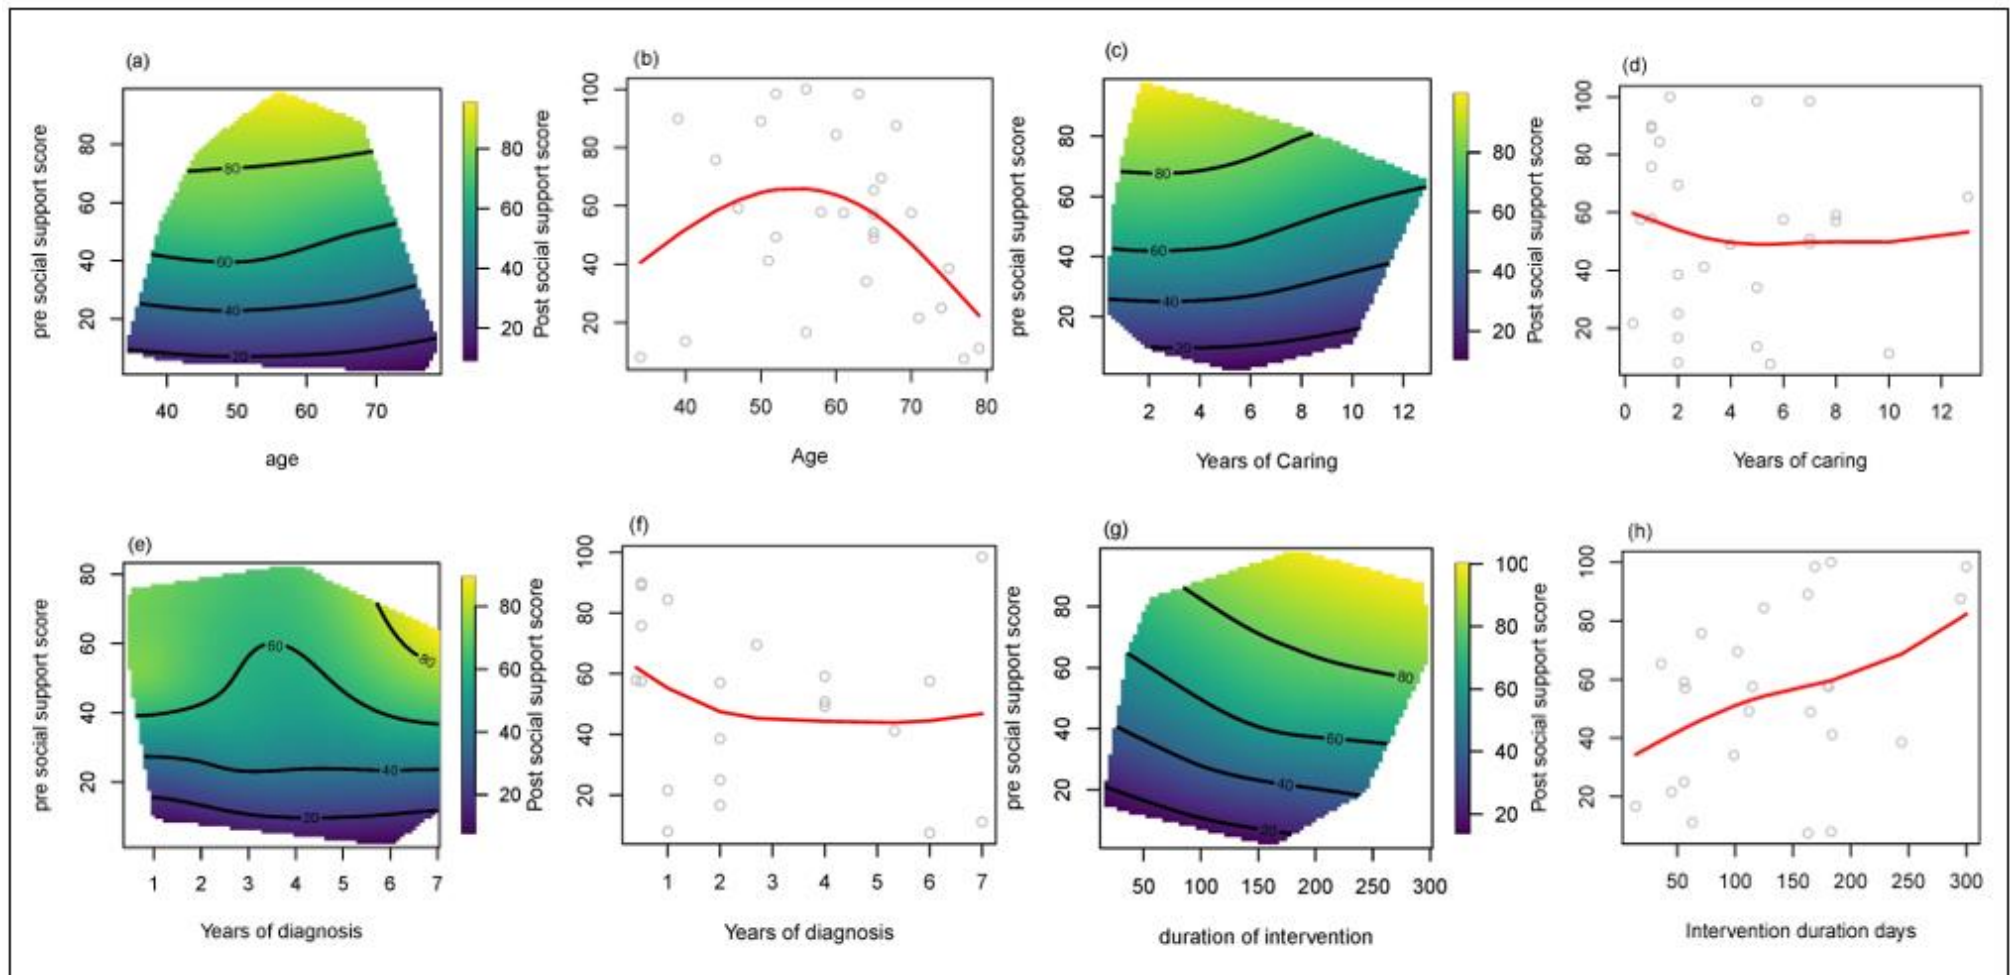 (a)
pre social support score
80
60
40
20
80
60
40
20
40 50 60 70
age
80
60
40
20
Post social support score
(b)
100
80
60
40
20
40 50 60 70 80
Age
(c)
pre social support score
80
60
40
20
80
60
40
20
2 4 6 8 10 12
Years of Caring
80
60
40
20
Post social support score
(d)
100
80
60
40
20
0 2 4 6 8 10 12
Years of caring
(e)
pre social support score
80
60
40
20
60
80
40
20
1 2 3 4 5 6 7
Years of diagnosis
80
60
40
20
Post social support score
(f)
100
80
60
40
20
1 2 3 4 5 6 7
Years of diagnosis
(g)
pre social support score
80
60
40
20
80
60
40
20
50 100 150 200 250 300
duration of intervention
100
80
60
40
20
Post social support score
(h)
100
80
60
40
20
50 100 150 200 250 300
Intervention duration days